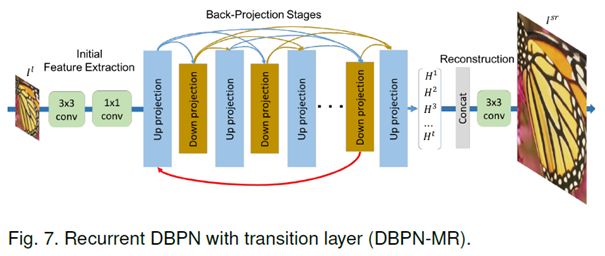 Back-Projection Stages
Initial
Feature Extraction
Reconstruction
I^l
I^sr
3x3
conv
1x1
conv
Up projection
Down projection
Up projection
Down projection
Up projection
...
Down projection
Up projection
H^1
H^2
H^3
...
H^t
Concat
3x3
conv
Fig. 7. Recurrent DBPN with transition layer (DBPN-MR).